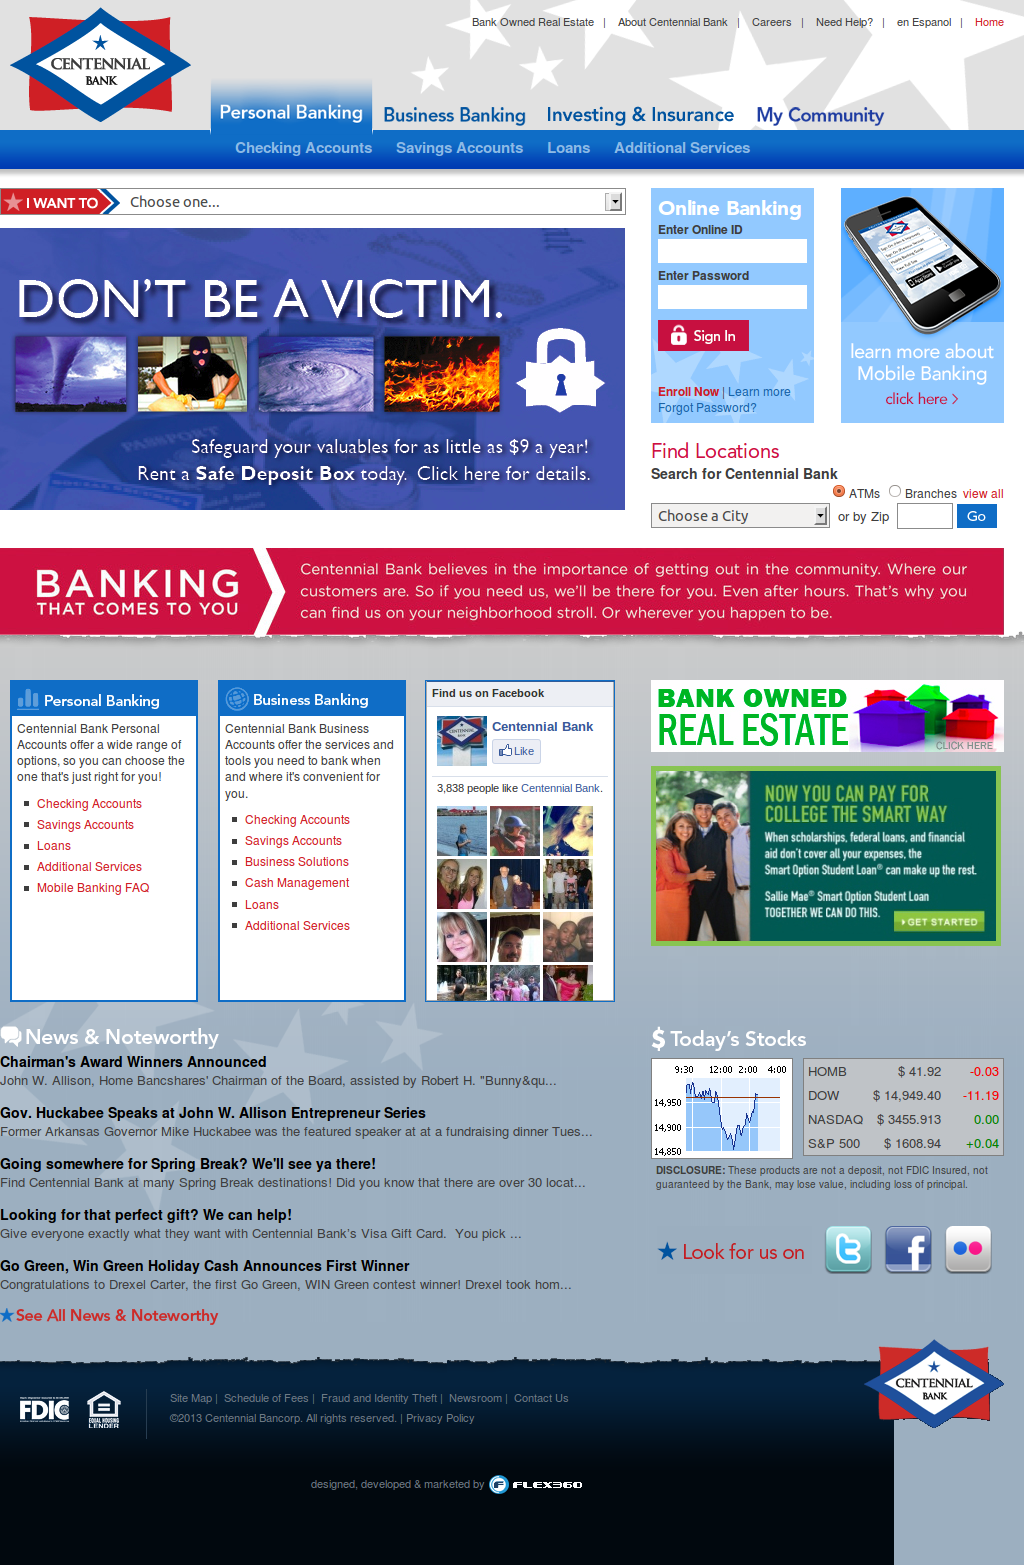 Bank Owned Real Estate | About Centennial Bank | Careers | Need Help? | en Espanol | Home
CENTENNIAL
BANK
Personal Banking Business Banking Investing & Insurance My Community
Checking Accounts Savings Accounts Loans Additional Services
I WANT TO Choose one...
DON'T BE A VICTIM.
Safeguard your valuables for as little as $9 a year!
Rent a Safe Deposit Box today. Click here for details.
Online Banking
Enter Online ID
Enter Password
Sign In
Enroll Now | Learn more
Forgot Password?
learn more about
Mobile Banking
click here >
Find Locations
Search for Centennial Bank
ATMs Branches view all
Choose a City or by Zip Go
BANKING
THAT COMES TO YOU
Centennial Bank believes in the importance of getting out in the community. Where our
customers are. So if you need us, we'll be there for you. Even after hours. That's why you
can find us on your neighborhood stroll. Or wherever you happen to be.
Personal Banking
Centennial Bank Personal
Accounts offer a wide range of
options, so you can choose the
one that's just right for you!
Checking Accounts
Savings Accounts
Loans
Additional Services
Mobile Banking FAQ
Business Banking
Centennial Bank Business
Accounts offer the services and
tools you need to bank when
and where it's convenient for
you.
Checking Accounts
Savings Accounts
Business Solutions
Cash Management
Loans
Additional Services
Find us on Facebook
Centennial Bank
Like
3,838 people like Centennial Bank.
BANK OWNED
REAL ESTATE
CLICK HERE
NOW YOU CAN PAY FOR
COLLEGE THE SMART WAY
When scholarships, federal loans, and financial
aid don't cover all your expenses, the
Smart Option Student Loan® can make up the rest.
Sallie Mae® Smart Option Student Loan
TOGETHER WE CAN DO THIS.
GET STARTED
News & Noteworthy
Chairman's Award Winners Announced
John W. Allison, Home Bancshares' Chairman of the Board, assisted by Robert H. "Bunny&qu...
Gov. Huckabee Speaks at John W. Allison Entrepreneur Series
Former Arkansas Governor Mike Huckabee was the featured speaker at at a fundraising dinner Tues...
Going somewhere for Spring Break? We'll see ya there!
Find Centennial Bank at many Spring Break destinations! Did you know that there are over 30 locat...
Looking for that perfect gift? We can help!
Give everyone exactly what they want with Centennial Bank's Visa Gift Card. You pick ...
Go Green, Win Green Holiday Cash Announces First Winner
Congratulations to Drexel Carter, the first Go Green, WIN Green contest winner! Drexel took hom...
See All News & Noteworthy
$ Today's Stocks
9:30 12:00 2:00 4:00
14,950
14,900
14,850
HOMB $ 41.92 -0.03
DOW $ 14,949.40 -11.19
NASDAQ $ 3455.913 0.00
S&P 500 $ 1608.94 +0.04
DISCLOSURE: These products are not a deposit, not FDIC Insured, not
guaranteed by the Bank, may lose value, including loss of principal.
Look for us on
CENTENNIAL
BANK
FDIC
EQUAL HOUSING
LENDER
Site Map | Schedule of Fees | Fraud and Identity Theft | Newsroom | Contact Us
©2013 Centennial Bancorp. All rights reserved. | Privacy Policy
designed, developed & marketed by FLEX360